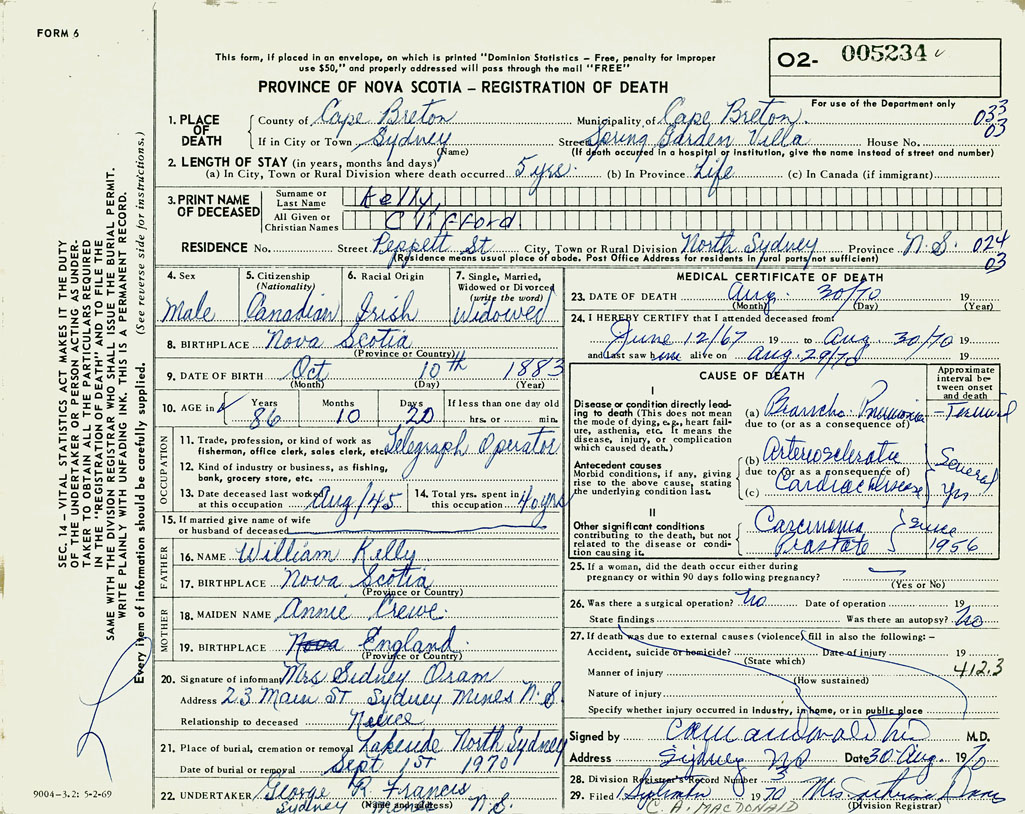 FORM 6
This form, if placed in an envelope, on which is printed "Dominion Statistics – Free, penalty for improper
use $50," and properly addressed will pass through the mail "FREE"
O2- 005234
PROVINCE OF NOVA SCOTIA – REGISTRATION OF DEATH
For use of the Department only
1. PLACE OF DEATH { County of Cape Breton Municipality of Cape Breton. 033
If in City or Town Sydney Street Spring Garden Villa House No. 03
(Name) (If death occurred in a hospital or institution, give the name instead of street and number)
2. LENGTH OF STAY (in years, months and days)
(a) In City, Town or Rural Division where death occurred 5 yrs. (b) In Province Life (c) In Canada (if immigrant)
3. PRINT NAME OF DECEASED { Surname or Last Name Kelly,
All Given or Christian Names Clifford.
RESIDENCE No. Street Peppett St City, Town or Rural Division North Sydney Province N.S. 024
(Residence means usual place of abode. Post Office Address for residents in rural parts not sufficient) 03
4. Sex Male
5. Citizenship (Nationality) Canadian
6. Racial Origin Irish
7. Single, Married, Widowed or Divorced (write the word) Widowed
8. BIRTHPLACE Nova Scotia
(Province or Country)
9. DATE OF BIRTH Oct 10th 1883
(Month) (Day) (Year)
10. AGE in Years 86 Months 10 Days 20 If less than one day old hrs. or min.
OCCUPATION
11. Trade, profession, or kind of work as fisherman, office clerk, sales clerk, etc. Telegraph Operator
12. Kind of industry or business, as fishing, bank, grocery store, etc.
13. Date deceased last worked at this occupation Aug/45
14. Total yrs. spent in this occupation 40 yrs
15. If married give name of wife or husband of deceased
FATHER
16. NAME William Kelly
17. BIRTHPLACE Nova Scotia
(Province or Country)
MOTHER
18. MAIDEN NAME Annie Crewe.
19. BIRTHPLACE Nova England.
(Province or Country)
20. Signature of informant Mrs Sidney Oram
Address 23 Main ST Sydney Mines N.S.
Relationship to deceased Neice
21. Place of burial, cremation or removal Lakeside North Sydney
Date of burial or removal Sept 1ST 1970
22. UNDERTAKER George K. Francis
(Name and address) Sydney Mines N.S.
MEDICAL CERTIFICATE OF DEATH
23. DATE OF DEATH Aug. 30/70 19
(Month) (Day) (Year)
24. I HEREBY CERTIFY that I attended deceased from
June 12/67 19 to Aug. 30/70 19
and last saw him alive on Aug. 29/70 19
CAUSE OF DEATH
Approximate interval between onset and death
I
Disease or condition directly leading to death (This does not mean the mode of dying, e.g., heart failure, asthenia, etc. It means the disease, injury, or complication which caused death.)
(a) Broncho Pneumonia – Terminal
due to (or as a consequence of)
Antecedent causes
Morbid conditions, if any, giving rise to the above cause, stating the underlying condition last.
(b) Arteriosclerotic
due to (or as a consequence of)
(c) Cardiac disease
Several Yrs
II
Other significant conditions contributing to the death, but not related to the disease or condition causing it.
Carcinoma Prostate } since 1956
25. If a woman, did the death occur either during pregnancy or within 90 days following pregnancy?
(Yes or No)
26. Was there a surgical operation? No Date of operation 19
State findings Was there an autopsy? No
27. If death was due to external causes (violence) fill in also the following: –
Accident, suicide or homicide? Date of injury 19
(State which)
Manner of injury 412.3
(How sustained)
Nature of injury
Specify whether injury occurred in industry, in home, or in public place
Signed by M.D.
Address Sydney NS Date 30 Aug. 1970
28. Division Registrar's Record Number 3
29. Filed 1 September 1970 Mrs.
C. A. MACDONALD (Division Registrar)
SEC. 14 – VITAL STATISTICS ACT MAKES IT THE DUTY
OF THE UNDERTAKER OR PERSON ACTING AS UNDER-
TAKER TO OBTAIN ALL THE PARTICULARS REQUIRED
IN THE "REGISTRATION OF DEATH" AND TO FILE THE
SAME WITH THE DIVISION REGISTRAR WHO SHALL ISSUE THE BURIAL PERMIT.
WRITE PLAINLY WITH UNFADING INK. THIS IS A PERMANENT RECORD.
Every item of information should be carefully supplied. (See reverse side for instructions.)
9004-3.2: 5-2-69